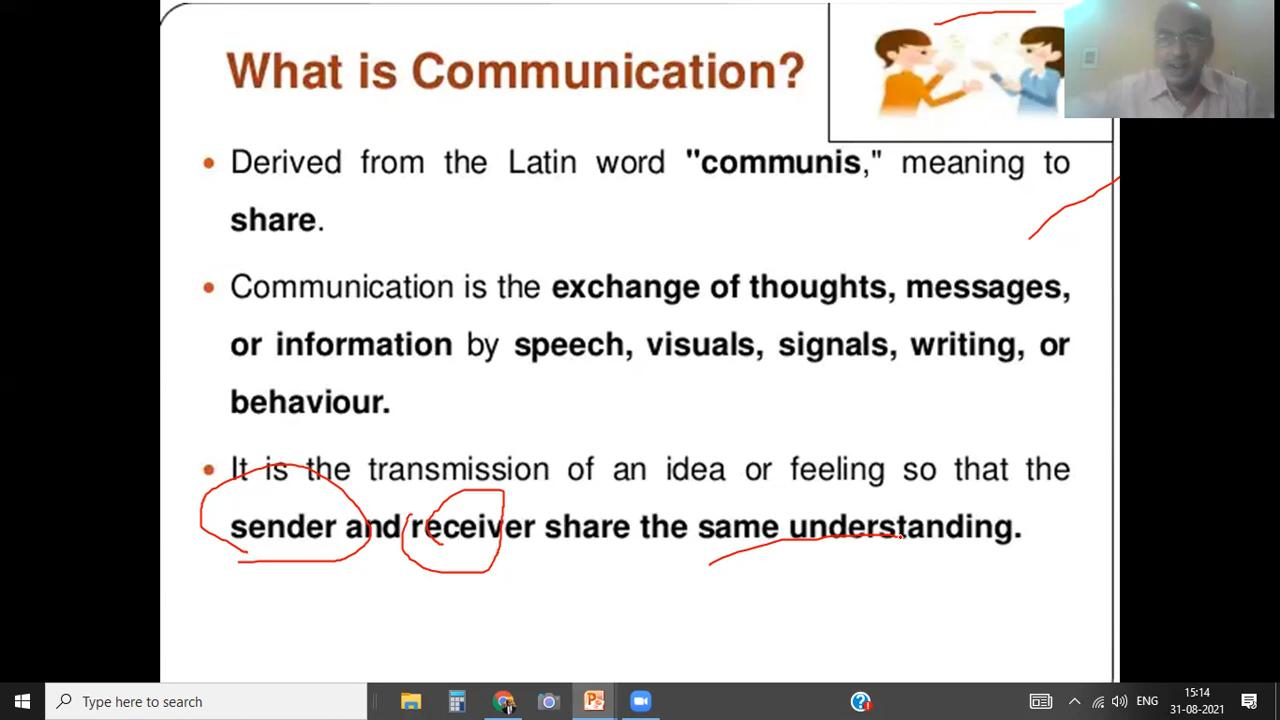 What is Communication?
• Derived from the Latin word "communis," meaning to
share.
• Communication is the exchange of thoughts, messages,
or information by speech, visuals, signals, writing, or
behaviour.
• It is the transmission of an idea or feeling so that the
sender and receiver share the same understanding.
Type here to search
ENG
15:14
31-08-2021